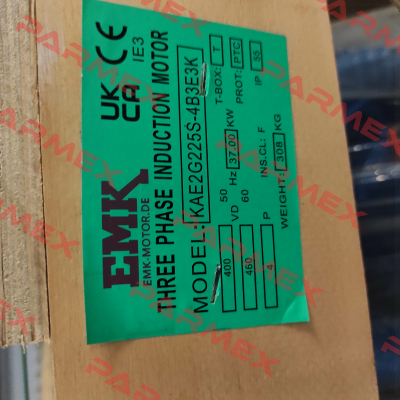 UK CA CE
IE3
EMK
EMK-MOTOR.DE
THREE PHASE INDUCTION MOTOR
MODEL: KAE2G225S-4B3E3K
T-BOX: T
400 VD 50 Hz 37.00 KW PROT: PTC
460 60 INS.CL: F IP 55
4 P WEIGHT: 308 KG
PARMEX
PARMEX
PARMEX
PARMEX
PARMEX
PARMEX